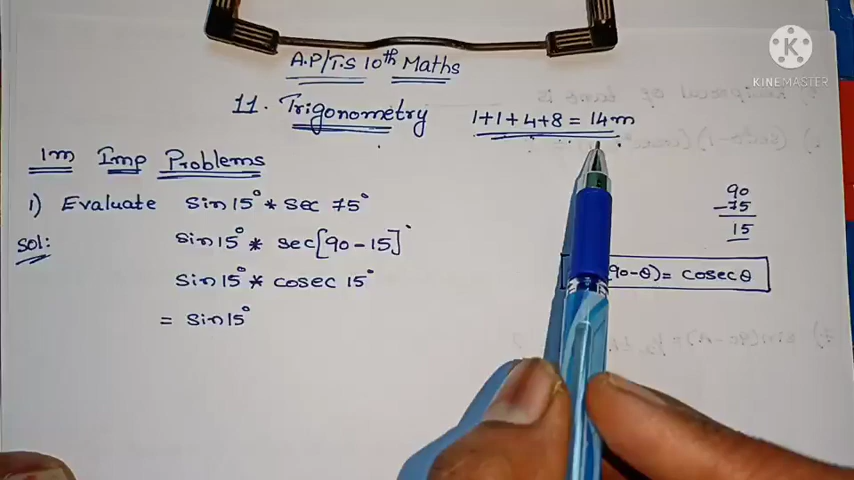 A.P/T.S 10th Maths
11. Trigonometry
1+1+4+8 = 14m
1m Imp Problems
1) Evaluate sin15° * sec 75°
sol: sin15° * sec[90-15]°
sin15° * cosec 15°
= sin15°
90
-75
15
(90-θ) = cosecθ
K
KINEMASTER